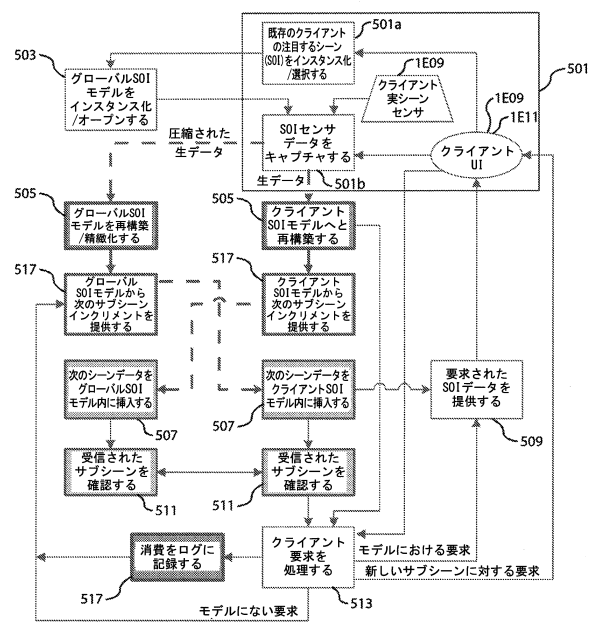 501a
既存のクライアント
の注目するシーン
(SOI)をインスタンス化
/選択する
503
グローバルSOI
モデルを
インスタンス化
/オープンする
1E09
クライアント
実シーン
センサ
501
1E09
1E11
クライアント
UI
SOIセンサ
データを
キャプチャする
501b
圧縮された
生データ
生データ
505
グローバルSOI
モデルを再構築
/精緻化する
505
クライアント
SOIモデルへと
再構築する
517
グローバル
SOIモデルから
次のサブシーン
インクリメントを
提供する
517
クライアント
SOIモデルから
次のサブシーン
インクリメントを
提供する
次のシーンデータを
グローバルSOI
モデル内に挿入する
507
次のシーンデータを
クライアントSOI
モデル内に挿入する
507
要求された
SOIデータを
提供する
509
受信された
サブシーンを
確認する
511
受信された
サブシーンを
確認する
511
消費をログに
記録する
517
クライアント
要求を
処理する
513
モデルにおける要求
新しいサブシーンに対する要求
モデルにない要求